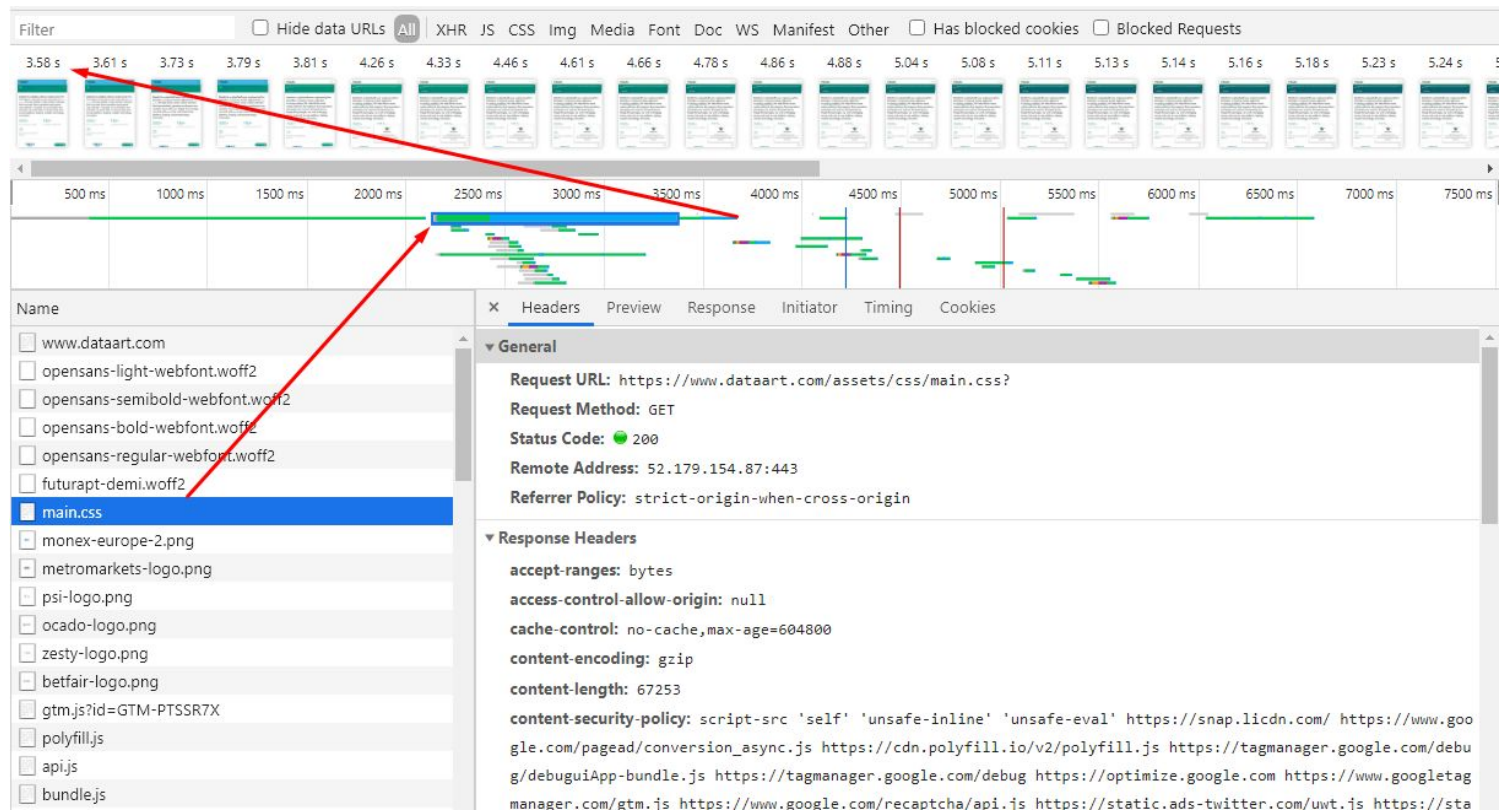 Filter Hide data URLs All XHR JS CSS Img Media Font Doc WS Manifest Other Has blocked cookies Blocked Requests
3.58 s 3.61 s 3.73 s 3.79 s 3.81 s 4.26 s 4.33 s 4.46 s 4.61 s 4.66 s 4.78 s 4.86 s 4.88 s 5.04 s 5.08 s 5.11 s 5.13 s 5.14 s 5.16 s 5.18 s 5.23 s 5.24 s
500 ms 1000 ms 1500 ms 2000 ms 2500 ms 3000 ms 3500 ms 4000 ms 4500 ms 5000 ms 5500 ms 6000 ms 6500 ms 7000 ms 7500 ms
Name
www.dataart.com
opensans-light-webfont.woff2
opensans-semibold-webfont.woff2
opensans-bold-webfont.woff2
opensans-regular-webfont.woff2
futurapt-demi.woff2
main.css
monex-europe-2.png
metromarkets-logo.png
psi-logo.png
ocado-logo.png
zesty-logo.png
betfair-logo.png
gtm.js?id=GTM-PTSSR7X
polyfill.js
api.js
bundle.js
× Headers Preview Response Initiator Timing Cookies
General
Request URL: https://www.dataart.com/assets/css/main.css?
Request Method: GET
Status Code: 200
Remote Address: 52.179.154.87:443
Referrer Policy: strict-origin-when-cross-origin
Response Headers
accept-ranges: bytes
access-control-allow-origin: null
cache-control: no-cache,max-age=604800
content-encoding: gzip
content-length: 67253
content-security-policy: script-src 'self' 'unsafe-inline' 'unsafe-eval' https://snap.licdn.com/ https://www.goo
gle.com/pagead/conversion_async.js https://cdn.polyfill.io/v2/polyfill.js https://tagmanager.google.com/debu
g/debuguiApp-bundle.js https://tagmanager.google.com/debug https://optimize.google.com https://www.googletag
manager.com/gtm.js https://www.google.com/recaptcha/api.js https://static.ads-twitter.com/uwt.js https://sta